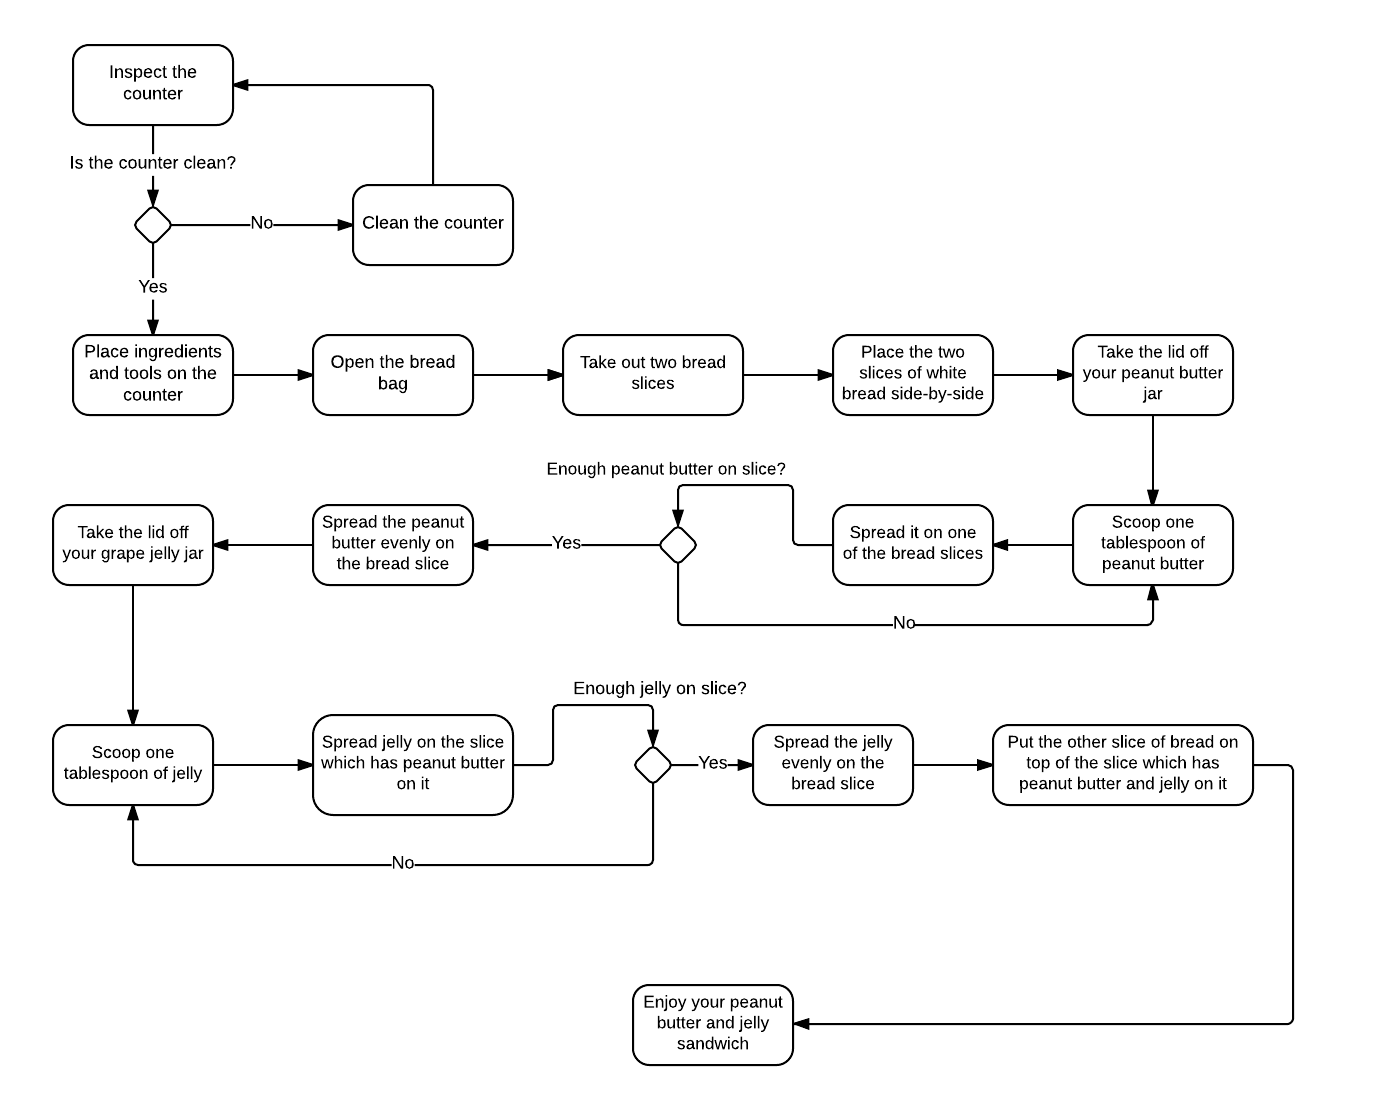 Inspect the
counter
Is the counter clean?
No
Clean the counter
Yes
Place ingredients
and tools on the
counter
Open the bread
bag
Take out two bread
slices
Place the two
slices of white
bread side-by-side
Take the lid off
your peanut butter
jar
Scoop one
tablespoon of
peanut butter
Spread it on one
of the bread slices
Enough peanut butter on slice?
No
Yes
Spread the peanut
butter evenly on
the bread slice
Take the lid off
your grape jelly jar
Scoop one
tablespoon of jelly
Spread jelly on the slice
which has peanut butter
on it
Enough jelly on slice?
No
Yes
Spread the jelly
evenly on the
bread slice
Put the other slice of bread on
top of the slice which has
peanut butter and jelly on it
Enjoy your peanut
butter and jelly
sandwich